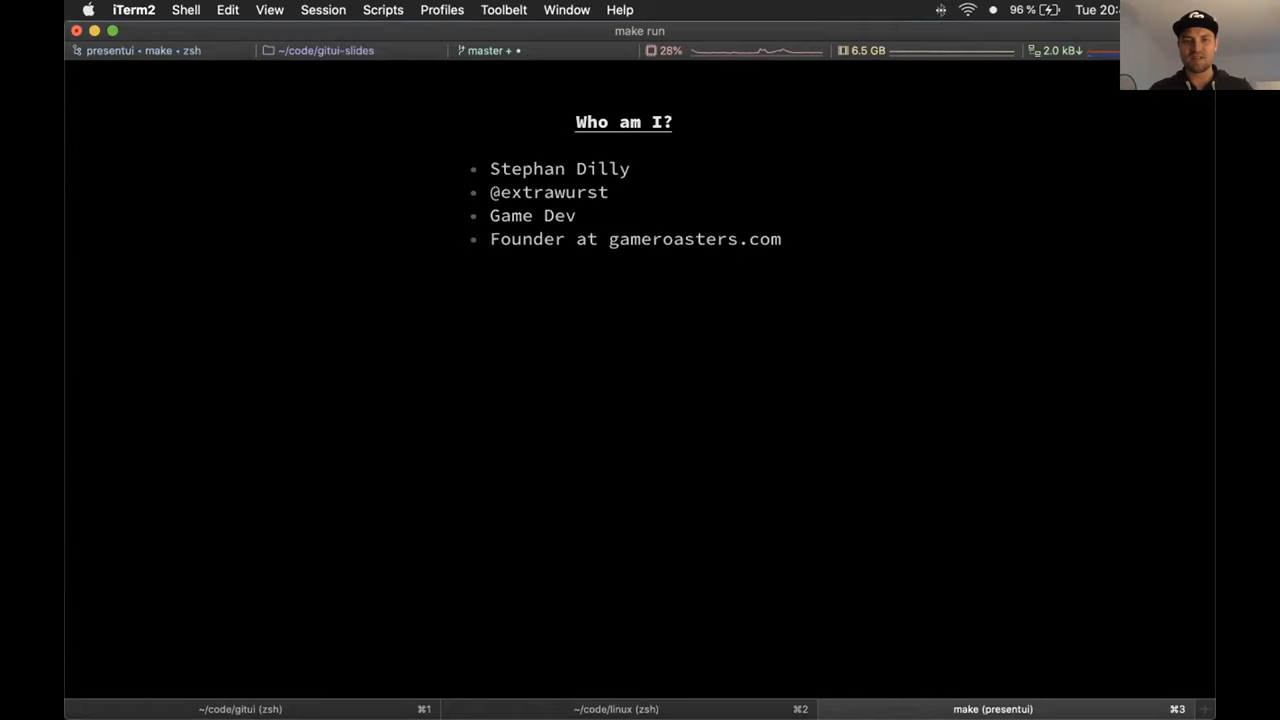 iTerm2 Shell Edit View Session Scripts Profiles Toolbelt Window Help 96 % Tue 20:
make run
presentui • make • zsh ~/code/gitui-slides master + • 28% 6.5 GB 2.0 kB↓
Who am I?
• Stephan Dilly
• @extrawurst
• Game Dev
• Founder at gameroasters.com
~/code/gitui (zsh) ⌘1 ~/code/linux (zsh) ⌘2 make (presentui) ⌘3